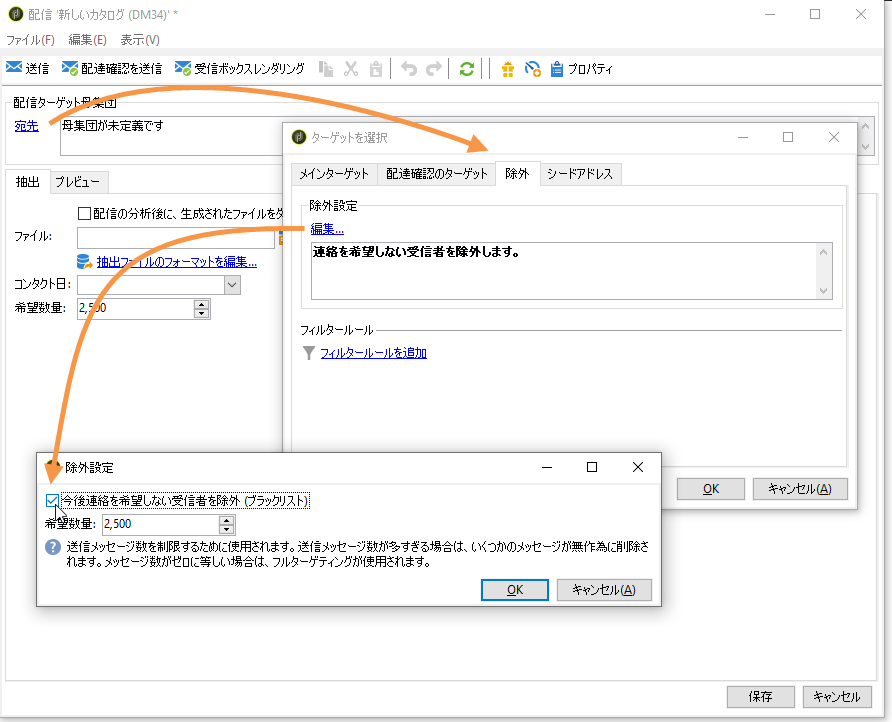 配信 '新しいカタログ (DM34)' *
ファイル(F) 編集(E) 表示(V)
送信 配達確認を送信 受信ボックスレンダリング プロパティ
配信ターゲット母集団
宛先
母集団が未定義です
抽出 プレビュー
配信の分析後に、生成されたファイルを
ファイル:
抽出ファイルのフォーマットを編集...
コンタクト日:
希望数量: 2,500
ターゲットを選択
メインターゲット 配達確認のターゲット 除外 シードアドレス
除外設定
編集...
連絡を希望しない受信者を除外します。
フィルタールール
フィルタールールを追加
OK キャンセル(A)
除外設定
今後連絡を希望しない受信者を除外 (ブラックリスト)
希望数量: 2,500
送信メッセージ数を制限するために使用されます。送信メッセージ数が多すぎる場合は、いくつかのメッセージが無作為に削除さ
れます。メッセージ数がゼロに等しい場合は、フルターゲティングが使用されます。
OK キャンセル(A)
保存 キャンセル